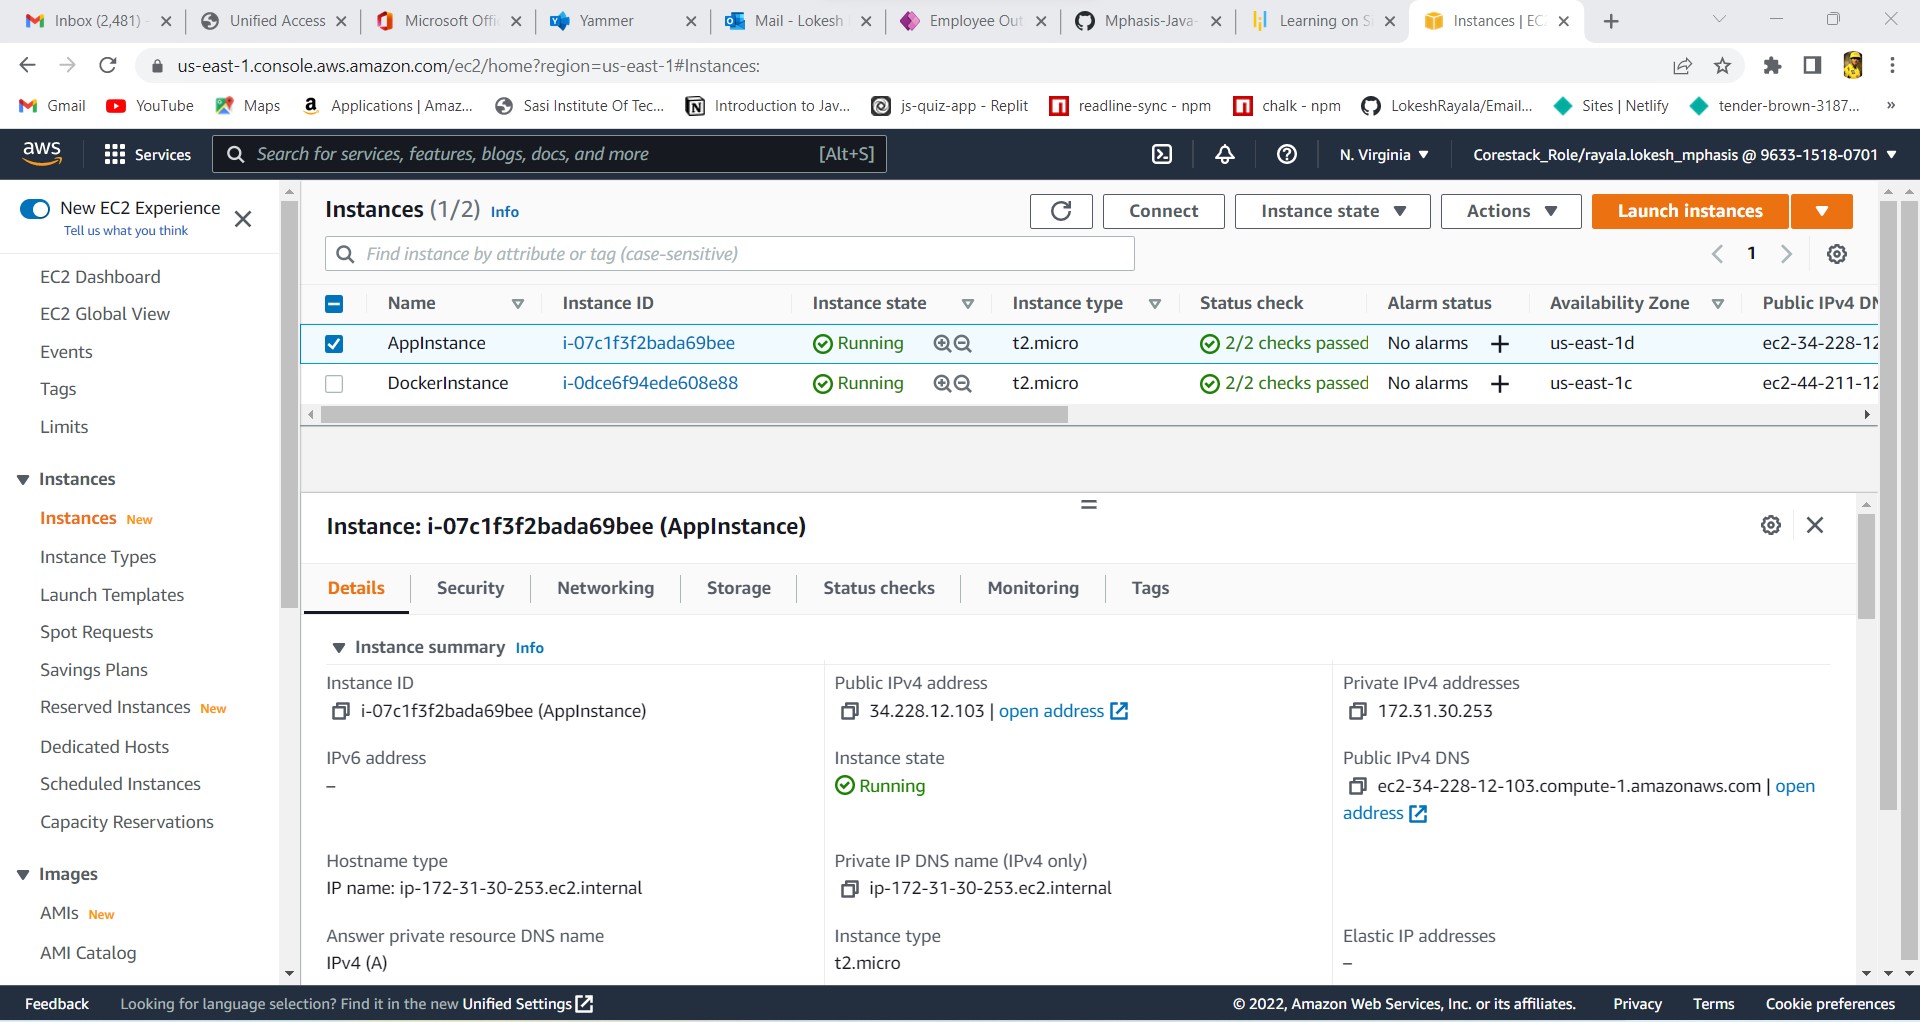 Inbox (2,481)
Unified Access
Microsoft Offi
Yammer
Mail - Lokesh
Employee Out
Mphasis-Java-
Learning on S
Instances | EC
us-east-1.console.aws.amazon.com/ec2/home?region=us-east-1#Instances:
Gmail
YouTube
Maps
Applications | Amaz...
Sasi Institute Of Tec...
Introduction to Jav...
js-quiz-app - Replit
readline-sync - npm
chalk - npm
LokeshRayala/Email...
Sites | Netlify
tender-brown-3187...
»
aws
Services
Search for services, features, blogs, docs, and more
[Alt+S]
N. Virginia
Corestack_Role/rayala.lokesh_mphasis @ 9633-1518-0701
New EC2 Experience
Tell us what you think
EC2 Dashboard
EC2 Global View
Events
Tags
Limits
Instances
Instances New
Instance Types
Launch Templates
Spot Requests
Savings Plans
Reserved Instances New
Dedicated Hosts
Scheduled Instances
Capacity Reservations
Images
AMIs New
AMI Catalog
Instances (1/2) Info
Connect
Instance state
Actions
Launch instances
Find instance by attribute or tag (case-sensitive)
1
Name Instance ID Instance state Instance type Status check Alarm status Availability Zone Public IPv4 DN
AppInstance i-07c1f3f2bada69bee Running t2.micro 2/2 checks passed No alarms + us-east-1d ec2-34-228-12
DockerInstance i-0dce6f94ede608e88 Running t2.micro 2/2 checks passed No alarms + us-east-1c ec2-44-211-12
Instance: i-07c1f3f2bada69bee (AppInstance)
Details
Security
Networking
Storage
Status checks
Monitoring
Tags
Instance summary Info
Instance ID
i-07c1f3f2bada69bee (AppInstance)
Public IPv4 address
34.228.12.103 | open address
Private IPv4 addresses
172.31.30.253
IPv6 address
–
Instance state
Running
Public IPv4 DNS
ec2-34-228-12-103.compute-1.amazonaws.com | open
address
Hostname type
IP name: ip-172-31-30-253.ec2.internal
Private IP DNS name (IPv4 only)
ip-172-31-30-253.ec2.internal
Answer private resource DNS name
IPv4 (A)
Instance type
t2.micro
Elastic IP addresses
–
Feedback
Looking for language selection? Find it in the new Unified Settings
© 2022, Amazon Web Services, Inc. or its affiliates.
Privacy
Terms
Cookie preferences